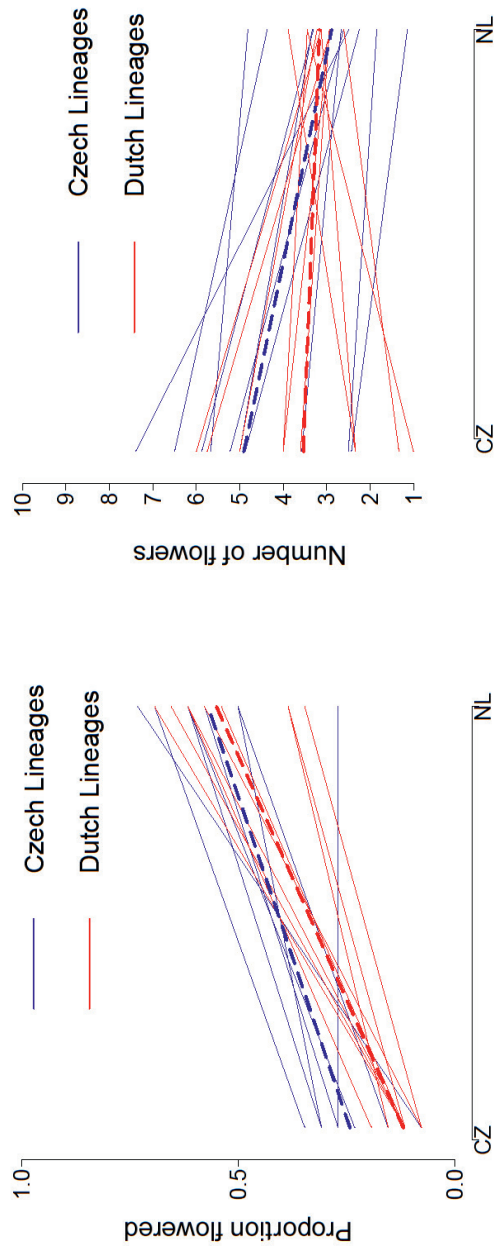 Czech Lineages
Dutch Lineages
1.0
0.5
0.0
Proportion flowered
CZ
NL
Czech Lineages
Dutch Lineages
10
9
8
7
6
5
4
3
2
1
Number of flowers
CZ
NL